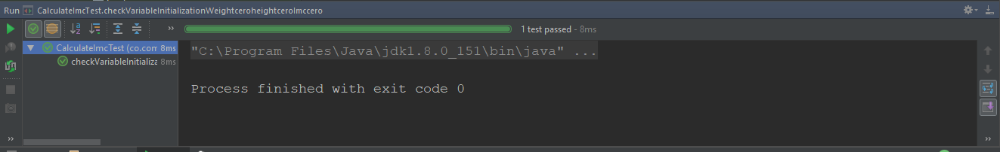 Run CalculateImcTest.checkVariableInitializationWeightceroheightceroImccero
1 test passed - 8ms
CalculateImcTest (co.com 8ms
checkVariableInitializa 8ms
"C:\Program Files\Java\jdk1.8.0_151\bin\java" ...
Process finished with exit code 0